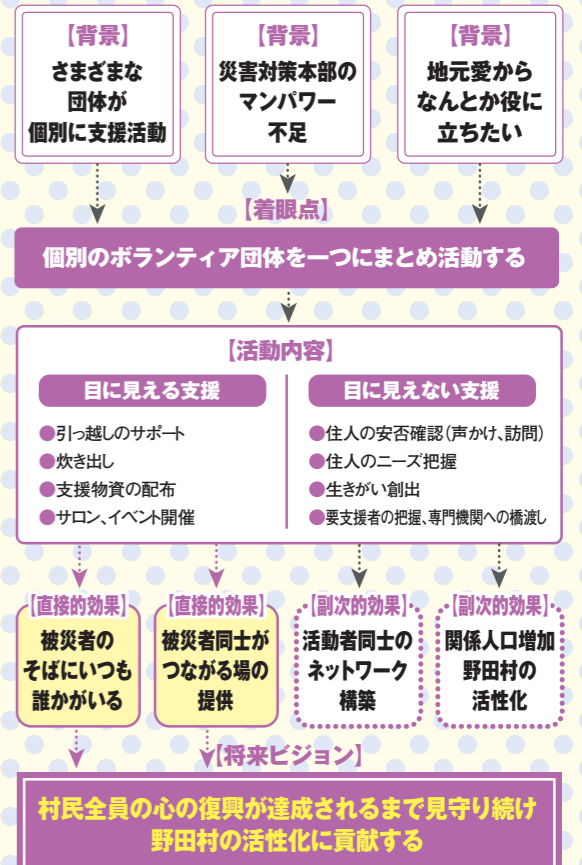 【背景】
さまざまな
団体が
個別に支援活動
【背景】
災害対策本部の
マンパワー
不足
【背景】
地元愛から
なんとか役に
立ちたい
【着眼点】
個別のボランティア団体を一つにまとめ活動する
【活動内容】
目に見える支援
●引っ越しのサポート
●炊き出し
●支援物資の配布
●サロン、イベント開催
目に見えない支援
●住人の安否確認(声かけ、訪問)
●住人のニーズ把握
●生きがい創出
●要支援者の把握、専門機関への橋渡し
【直接的効果】
被災者の
そばにいつも
誰かがいる
【直接的効果】
被災者同士が
つながる場の
提供
【副次的効果】
活動者同士の
ネットワーク
構築
【副次的効果】
関係人口増加
野田村の
活性化
【将来ビジョン】
村民全員の心の復興が達成されるまで見守り続け
野田村の活性化に貢献する